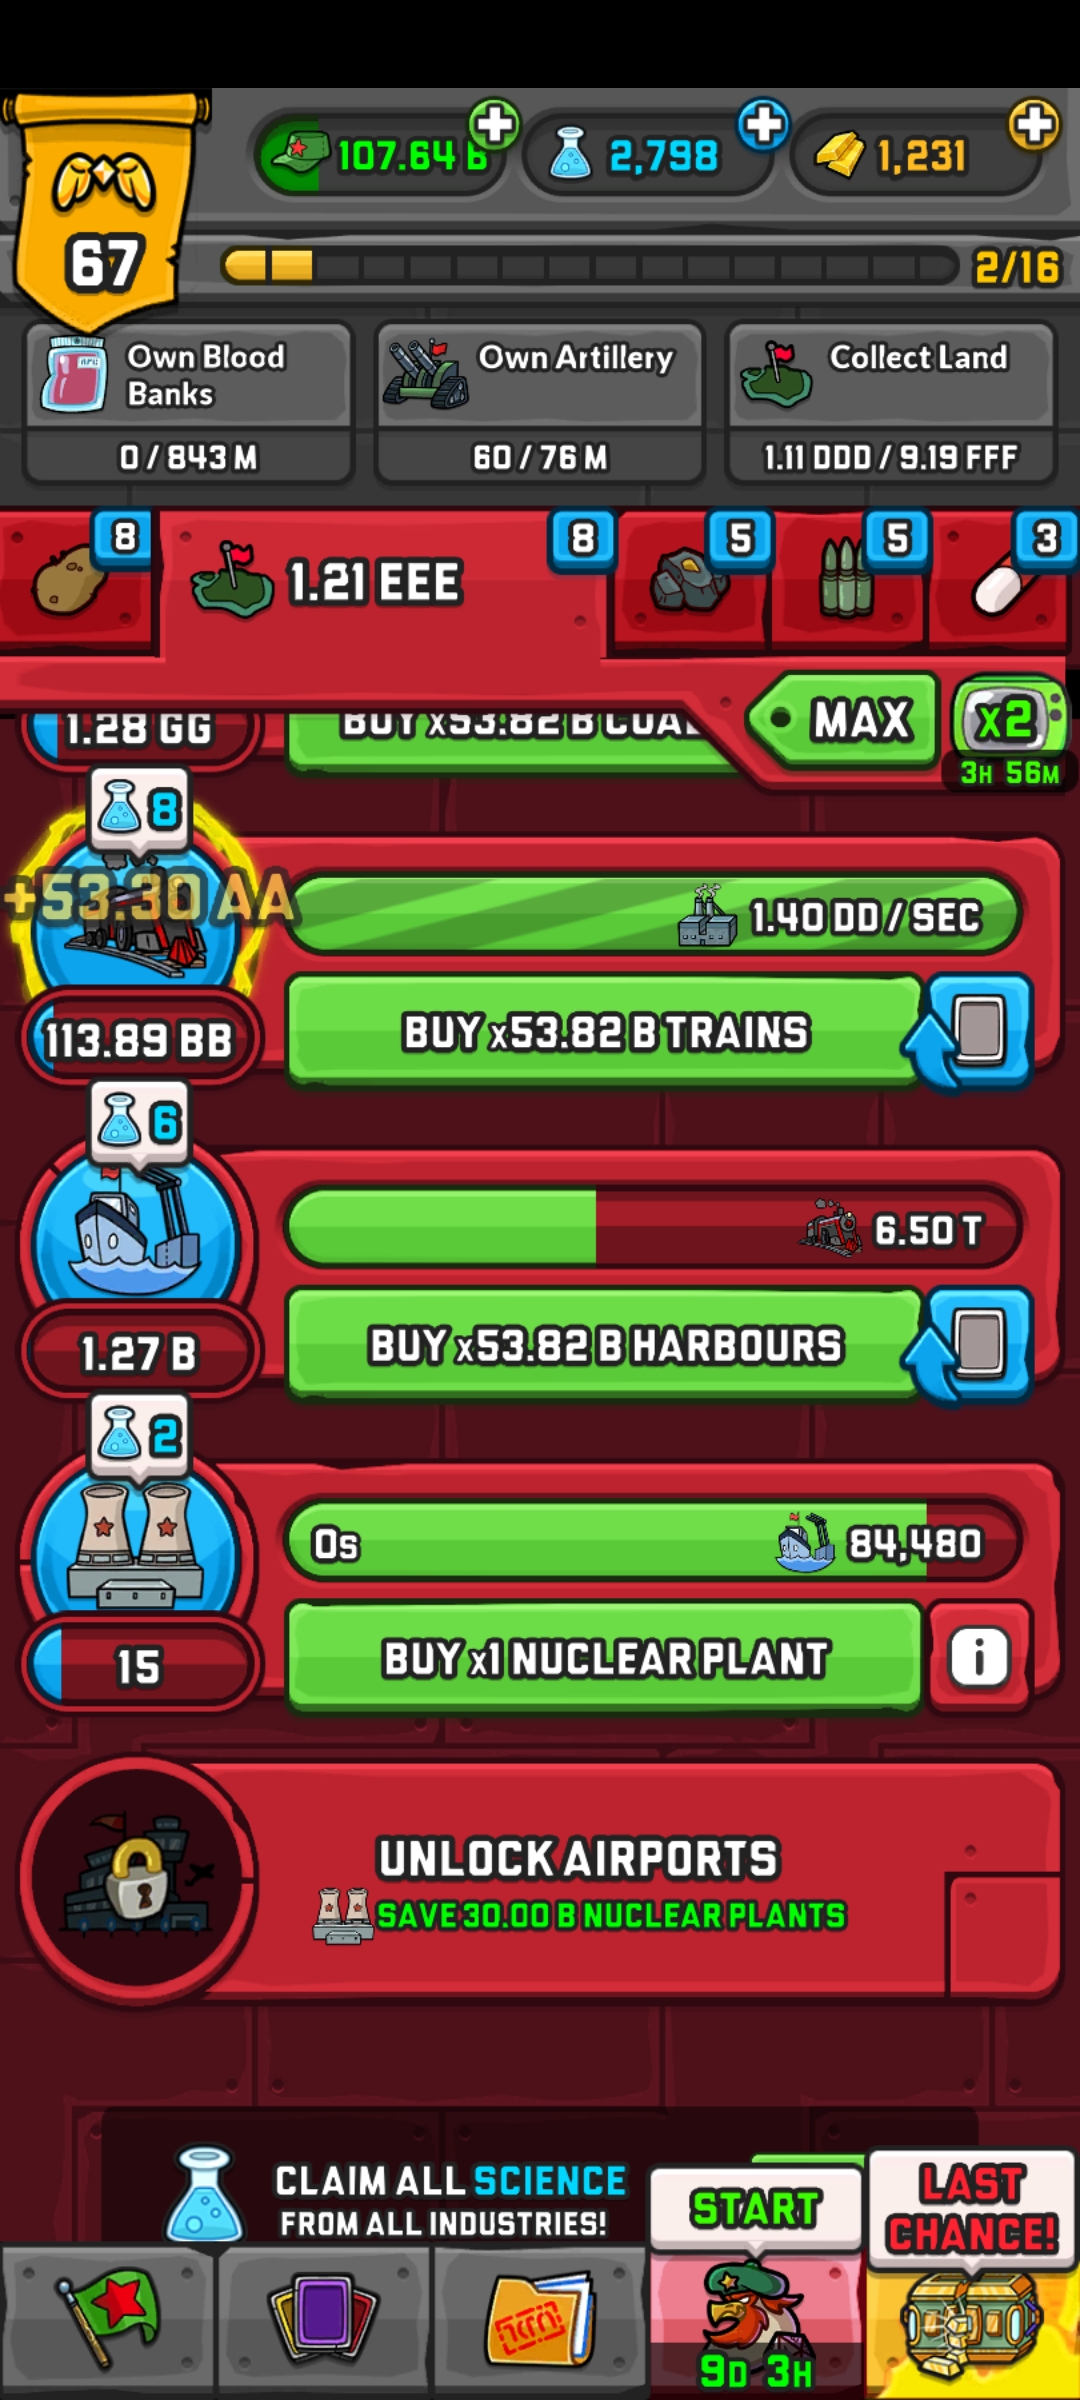 107.64 B
2,798
1,231
67
2/16
Own Blood
Banks
0 / 843 M
Own Artillery
60 / 76 M
Collect Land
1.11 DDD / 9.19 FFF
8
1.21 EEE
8
5
5
3
1.28 GG
BUY x53.82 B COAL
MAX
x2
3H 56M
8
+53.30 AA
1.40 DD / SEC
113.89 BB
BUY x53.82 B TRAINS
6
6.50 T
1.27 B
BUY x53.82 B HARBOURS
2
0s
84,480
15
BUY x1 NUCLEAR PLANT
i
UNLOCK AIRPORTS
SAVE 30.00 B NUCLEAR PLANTS
CLAIM ALL SCIENCE
FROM ALL INDUSTRIES!
START
LAST
CHANCE!
9D 3H